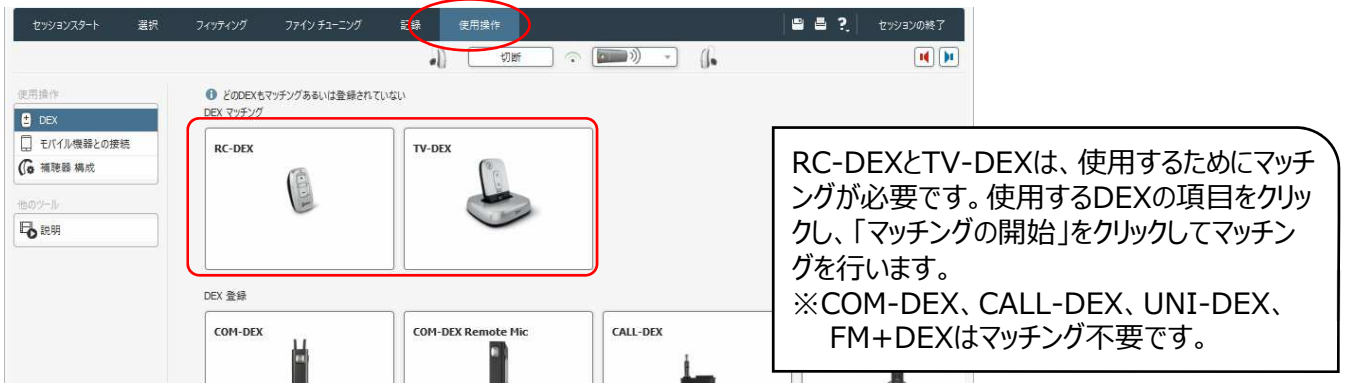 セッションスタート 選択 フィッティング ファイン チューニング 記録 使用操作 ? セッションの終了
切断
使用操作
DEX
モバイル機器との接続
補聴器 構成
他のツール
説明
どのDEXもマッチングあるいは登録されていない
DEX マッチング
RC-DEX TV-DEX
DEX 登録
COM-DEX COM-DEX Remote Mic CALL-DEX
RC-DEXとTV-DEXは、使用するためにマッチ
ングが必要です。使用するDEXの項目をクリッ
クし、「マッチングの開始」をクリックしてマッチン
グを行います。
※COM-DEX、CALL-DEX、UNI-DEX、
FM+DEXはマッチング不要です。